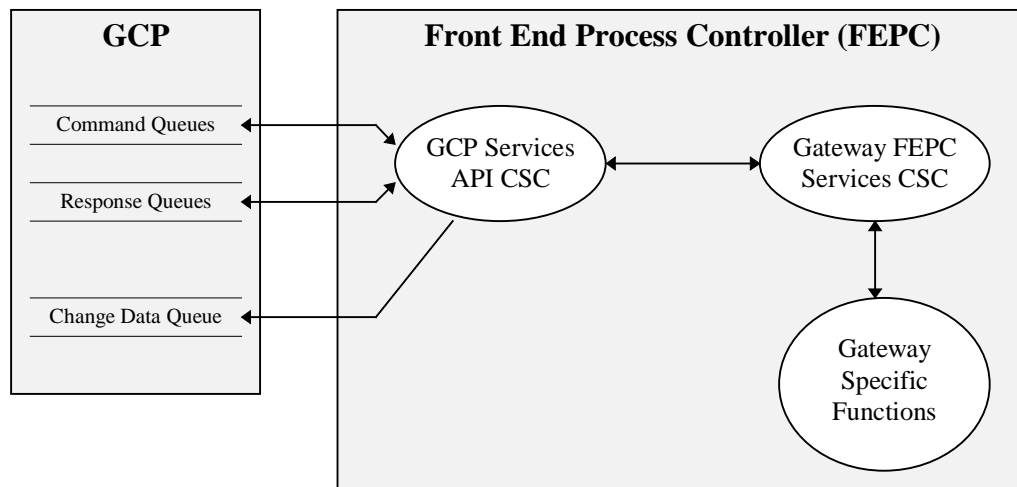 GCP
Command Queues
Response Queues
Change Data Queue
Front End Process Controller (FEPC)
GCP Services
API CSC
Gateway FEPC
Services CSC
Gateway
Specific
Functions